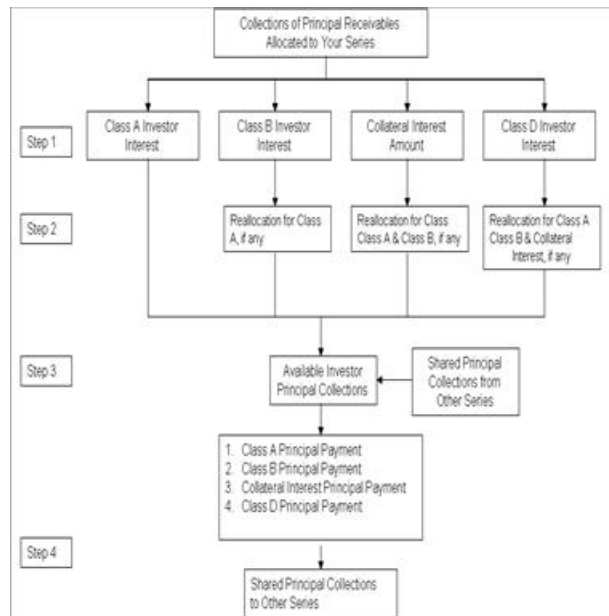 Collections of Principal Receivables
Allocated to Your Series
Step 1
Class A Investor
Interest
Class B Investor
Interest
Collateral Interest
Amount
Class D Investor
Interest
Step 2
Reallocation for Class
A, if any
Reallocation for Class
Class A & Class B, if any
Reallocation for Class A
Class B & Collateral
Interest, if any
Step 3
Available Investor
Principal Collections
Shared Principal
Collections from
Other Series
1. Class A Principal Payment
2. Class B Principal Payment
3. Collateral Interest Principal Payment
4. Class D Principal Payment
Step 4
Shared Principal Collections
to Other Series